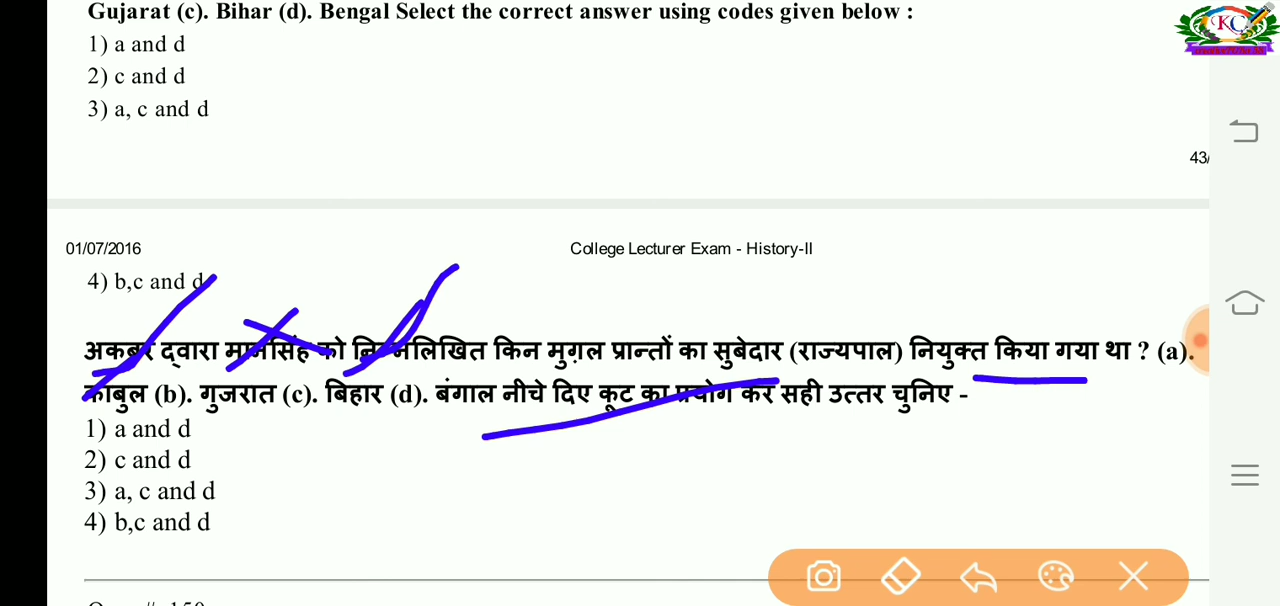 Gujarat (c). Bihar (d). Bengal Select the correct answer using codes given below :
1) a and d
2) c and d
3) a, c and d
43/
01/07/2016
College Lecturer Exam - History-II
4) b,c and d
अकबर द्वारा मानसिंह को निम्नलिखित किन मुग़ल प्रान्तों का सुबेदार (राज्यपाल) नियुक्त किया गया था ? (a).
काबुल (b). गुजरात (c). बिहार (d). बंगाल नीचे दिए कूट का प्रयोग कर सही उत्तर चुनिए -
1) a and d
2) c and d
3) a, c and d
4) b,c and d
KC